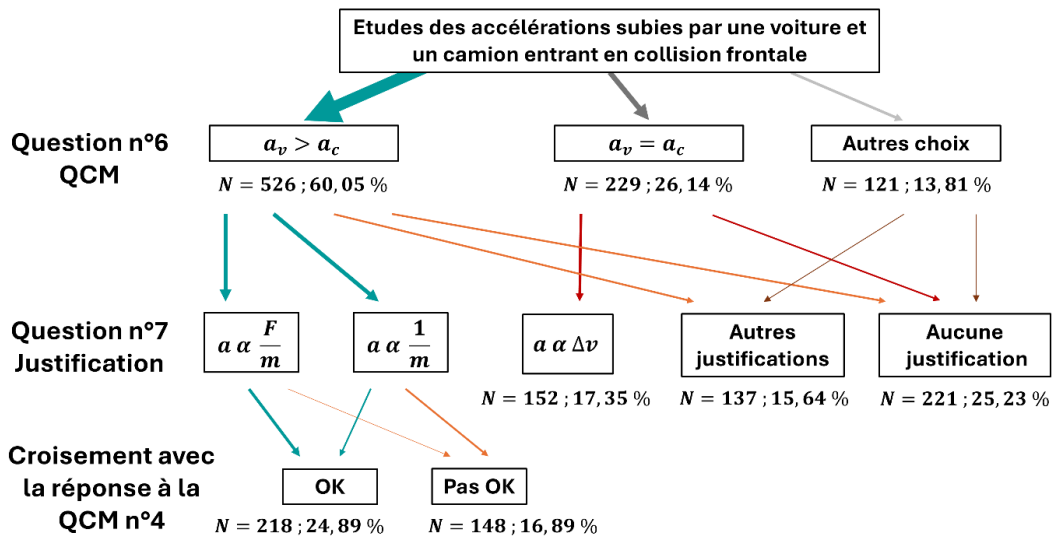 Etudes des accélérations subies par une voiture et
un camion entrant en collision frontale
Question n°6
QCM
a_v > a_c
a_v = a_c
Autres choix
N = 526 ; 60, 05 %
N = 229 ; 26, 14 %
N = 121 ; 13, 81 %
Question n°7
Justification
a α F/m
a α 1/m
a α Δv
Autres
justifications
Aucune
justification
N = 152 ; 17, 35 %
N = 137 ; 15, 64 %
N = 221 ; 25, 23 %
Croisement avec
la réponse à la
QCM n°4
OK
Pas OK
N = 218 ; 24, 89 %
N = 148 ; 16, 89 %